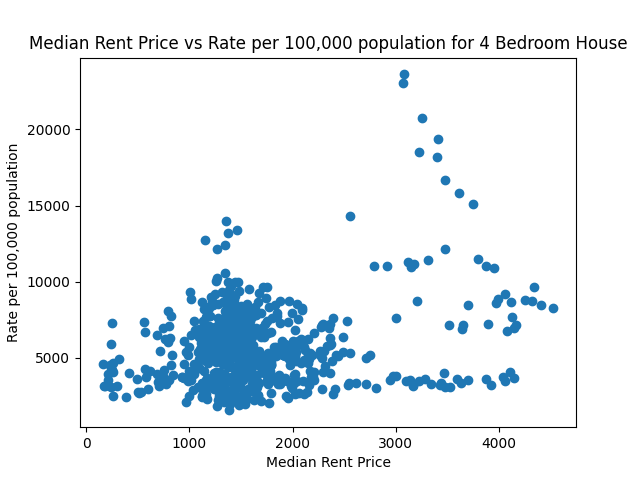 Median Rent Price vs Rate per 100,000 population for 4 Bedroom House
Rate per 100,000 population
20000
15000
10000
5000
0 1000 2000 3000 4000
Median Rent Price